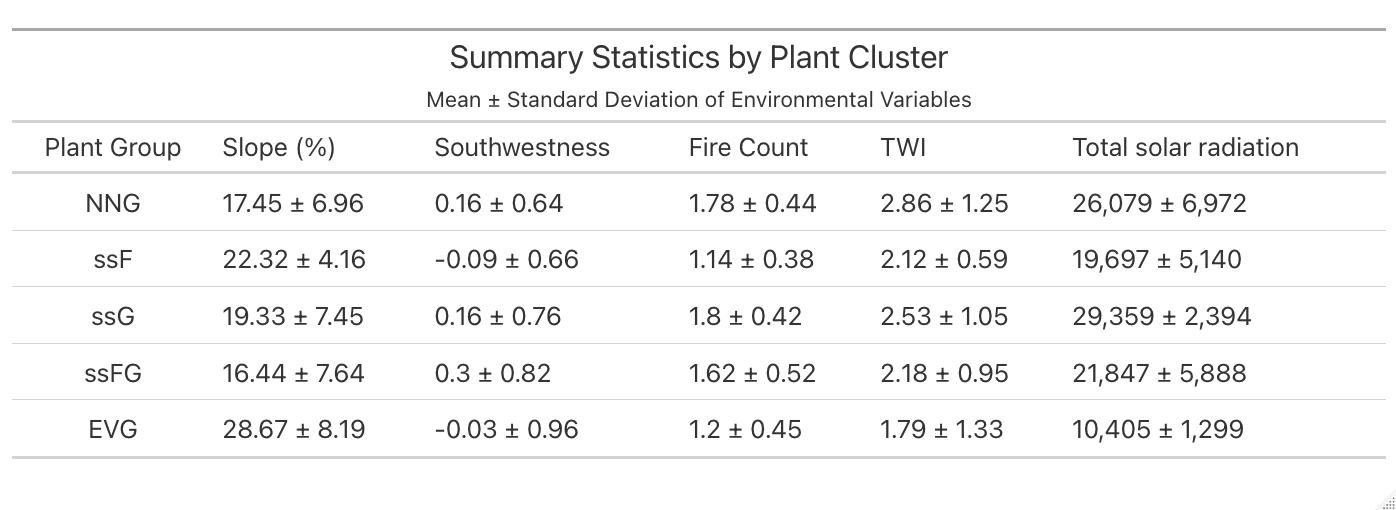 Summary Statistics by Plant Cluster
Mean ± Standard Deviation of Environmental Variables
Plant Group Slope (%) Southwestness Fire Count TWI Total solar radiation
NNG 17.45 ± 6.96 0.16 ± 0.64 1.78 ± 0.44 2.86 ± 1.25 26,079 ± 6,972
ssF 22.32 ± 4.16 -0.09 ± 0.66 1.14 ± 0.38 2.12 ± 0.59 19,697 ± 5,140
ssG 19.33 ± 7.45 0.16 ± 0.76 1.8 ± 0.42 2.53 ± 1.05 29,359 ± 2,394
ssFG 16.44 ± 7.64 0.3 ± 0.82 1.62 ± 0.52 2.18 ± 0.95 21,847 ± 5,888
EVG 28.67 ± 8.19 -0.03 ± 0.96 1.2 ± 0.45 1.79 ± 1.33 10,405 ± 1,299